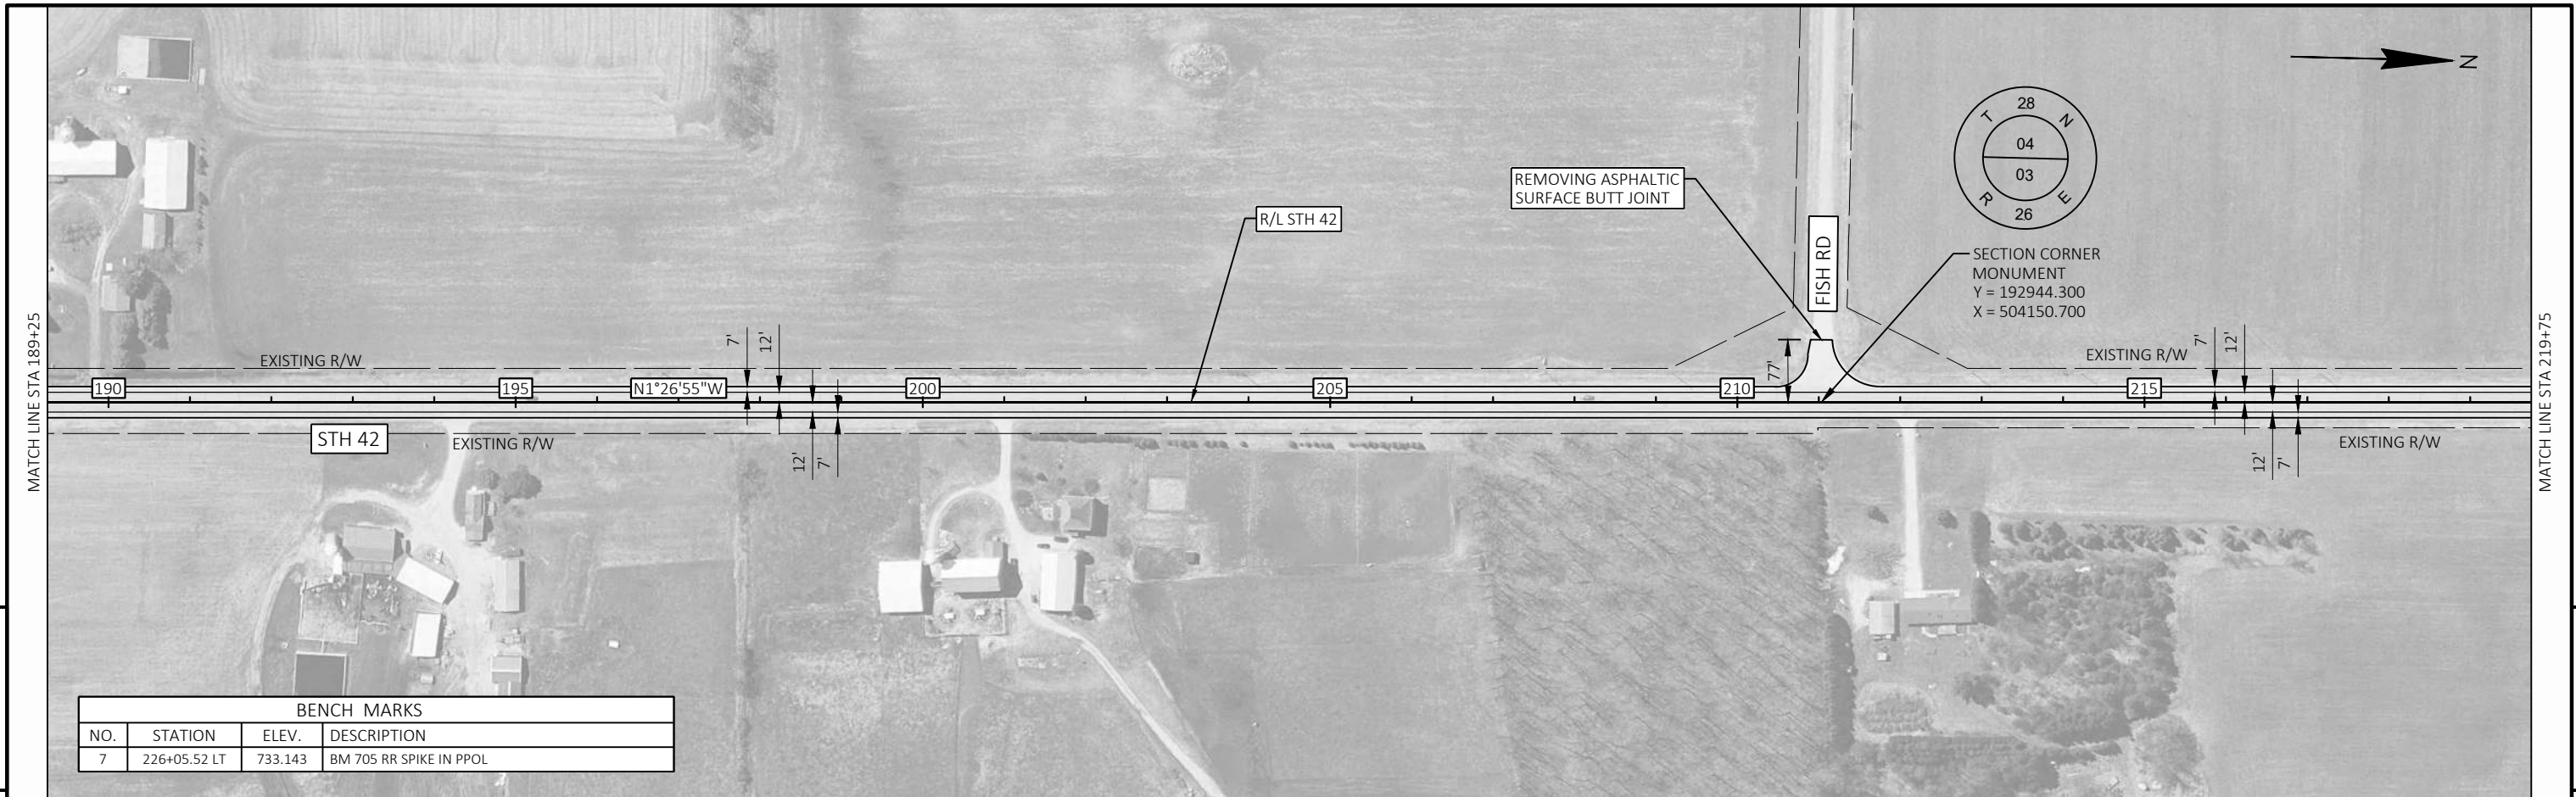 N
28
T N
04
03
R E
26
REMOVING ASPHALTIC
SURFACE BUTT JOINT
R/L STH 42
FISH RD
SECTION CORNER
MONUMENT
Y = 192944.300
X = 504150.700
MATCH LINE STA 189+25
MATCH LINE STA 219+75
EXISTING R/W
7'
12'
77'
EXISTING R/W
7'
12'
190
195
N1°26'55"W
200
205
210
215
STH 42
EXISTING R/W
12'
7'
12'
7'
EXISTING R/W
BENCH MARKS
NO. STATION ELEV. DESCRIPTION
7 226+05.52 LT 733.143 BM 705 RR SPIKE IN PPOL